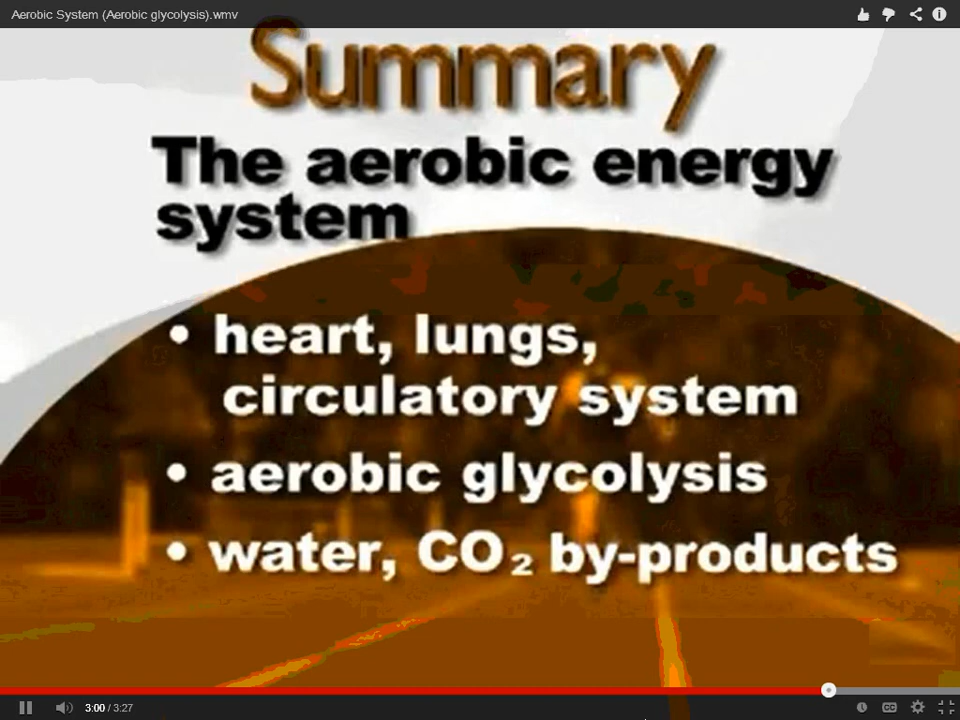 Aerobic System (Aerobic glycolysis).wmv
Summary
The aerobic energy
system
• heart, lungs,
circulatory system
• aerobic glycolysis
• water, CO₂ by-products
3:00 / 3:27
CC